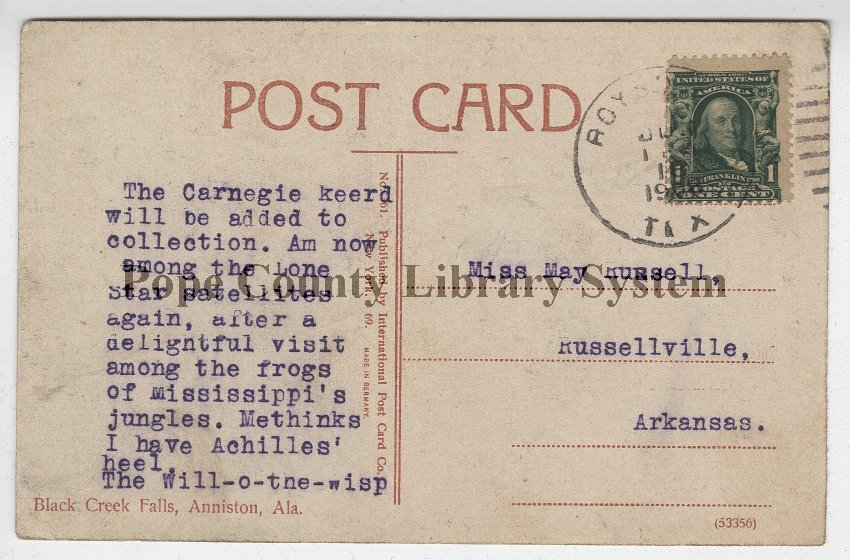 POST CARD
The Carnegie keerd
will be added to
collection. Am now
among the Lone
Star satellites
again, after a
delightful visit
among the frogs
of Mississippi's
jungles. Methinks
I have Achilles'
heel.
The Will-o-the-wisp
Black Creek Falls, Anniston, Ala.
Published by International Post Card Co.
New York
69.
MADE IN GERMANY.
SERIES 1902
UNITED STATES OF
AMERICA
FRANKLIN
1
POSTAGE
ONE CENT
TEX
Miss May Russell,
Russellville,
Arkansas.
(53356)
Pope County Library System